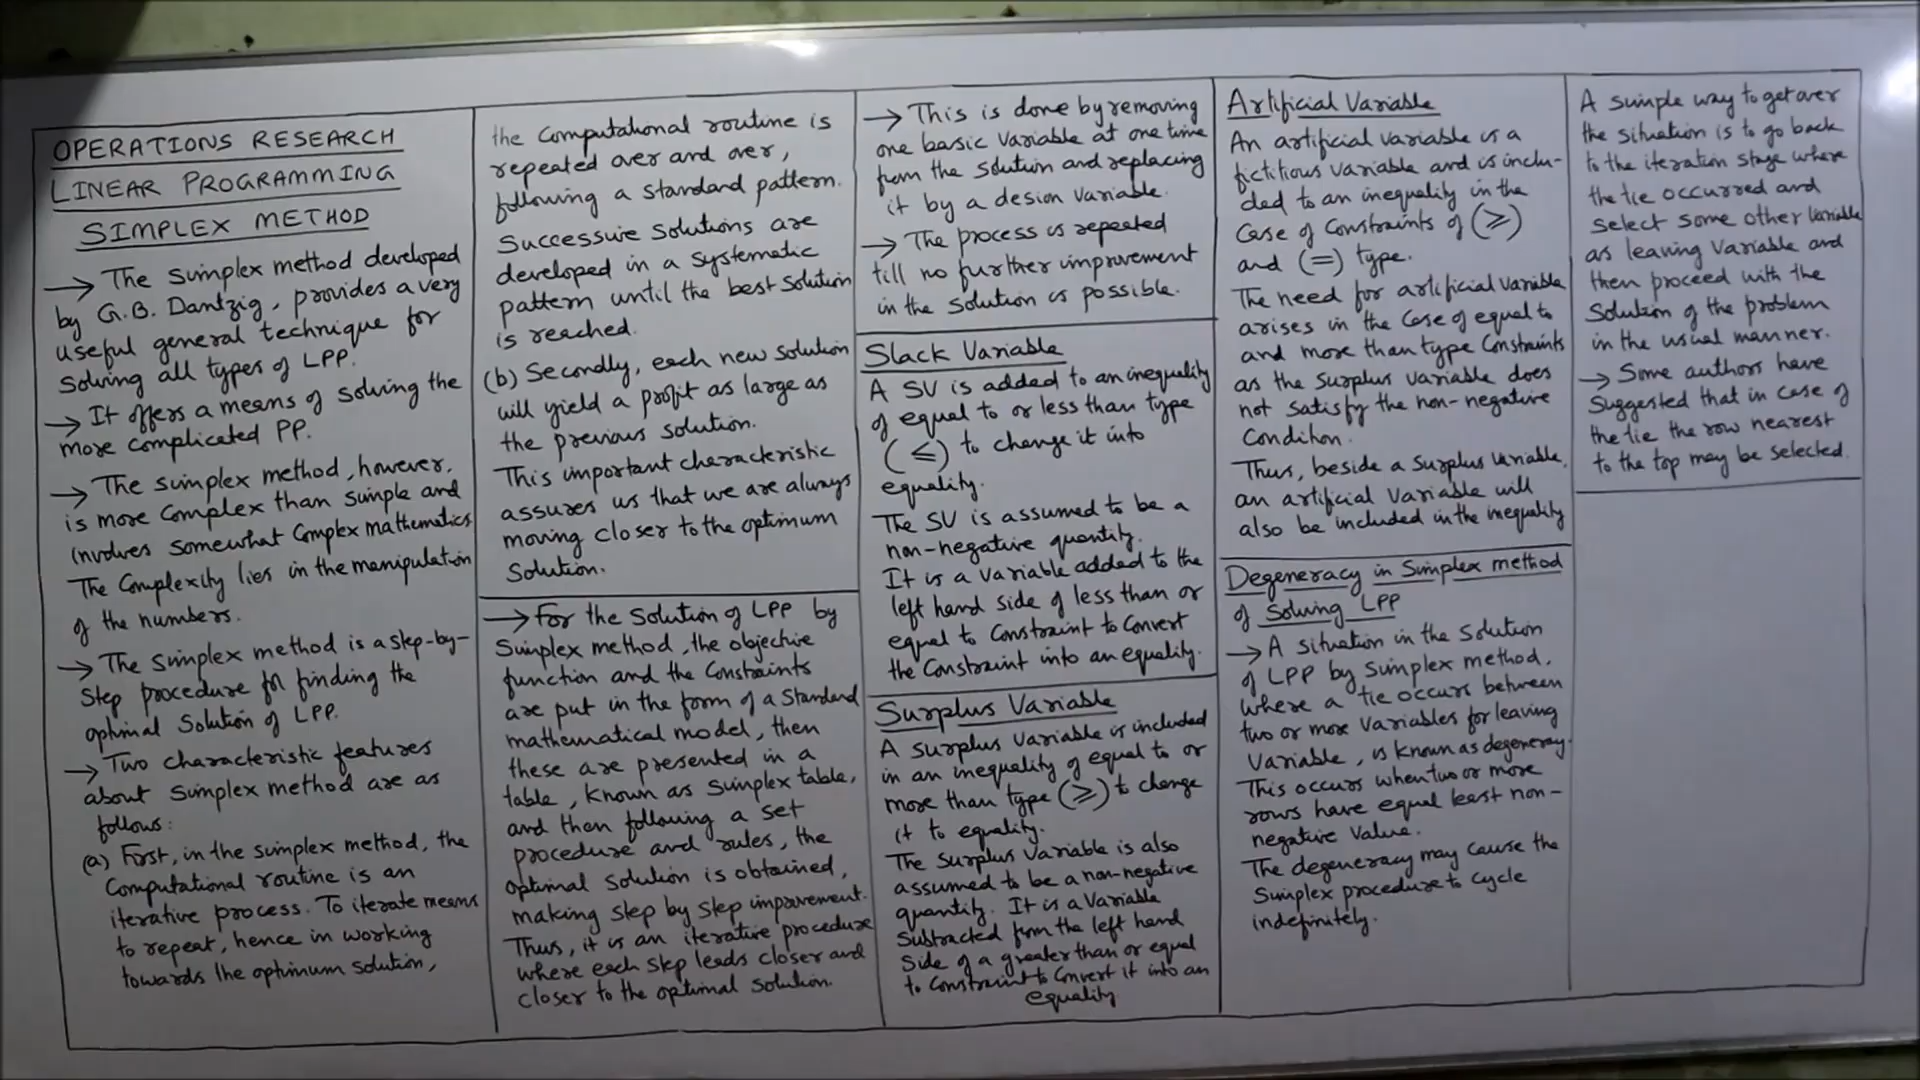 OPERATIONS RESEARCH
LINEAR PROGRAMMING
SIMPLEX METHOD
→ The simplex method developed
by G.B. Dantzig, provides a very
useful general technique for
solving all types of LPP.
→ It offers a means of solving the
more complicated PP.
→ The simplex method, however,
is more complex than simple and
involves somewhat complex mathematics
The Complexity lies in the manipulation
of the numbers.
→ The simplex method is a step-by-
step procedure for finding the
optimal solution of LPP.
→ Two characteristic features
about simplex method are as
follows:
(a) First, in the simplex method, the
Computational routine is an
iterative process. To iterate means
to repeat, hence in working
towards the optimum solution,
the Computational routine is
repeated over and over,
following a standard pattern.
Successive solutions are
developed in a systematic
pattern until the best solution
is reached.
(b) Secondly, each new solution
will yield a profit as large as
the previous solution.
This important characteristic
assures us that we are always
moving closer to the optimum
Solution.
→ For the solution of LPP by
Simplex method, the objective
function and the Constraints
are put in the form of a Standard
mathematical model, then
these are presented in a
table, known as simplex table,
and then following a set
procedure and rules, the
optimal solution is obtained,
making step by step improvement.
Thus, it is an iterative procedure
where each step leads closer and
closer to the optimal solution.
→ This is done by removing
one basic variable at one time
from the solution and replacing
it by a design variable.
→ The process is repeated
till no further improvement
in the solution is possible.
Slack Variable
A SV is added to an inequality
of equal to or less than type
(≤) to change it into
equality.
The SV is assumed to be a
non-negative quantity.
It is a variable added to the
left hand side of less than or
equal to Constraint to Convert
the Constraint into an equality.
Surplus Variable
A surplus variable is included
in an inequality of equal to or
more than type (≥) to change
it to equality.
The surplus variable is also
assumed to be a non-negative
quantity. It is a variable
Substracted from the left hand
Side of a greater than or equal
to Constraint to Convert it into an
equality
Artificial Variable
An artificial variable is a
fictitious variable and is inclu-
ded to an inequality in the
Case of Constraints of (≥)
and (=) type.
The need for artificial variable
arises in the Case of equal to
and more than type Constraints
as the surplus variable does
not satisfy the non-negative
Condition.
Thus, beside a Surplus variable,
an artificial variable will
also be included in the inequality
Degeneracy in Simplex method
of Solving LPP
→ A situation in the solution
of LPP by simplex method,
where a tie occurs between
two or more variables for leaving
variable, is known as degeneracy.
This occurs when two or more
rows have equal least non-
negative value.
The degeneracy may cause the
Simplex procedure to cycle
indefinitely.
A simple way to get over
the situation is to go back
to the iteration stage where
the tie occurred and
select some other variable
as leaving variable and
then proceed with the
Solution of the problem
in the usual manner.
→ Some authors have
Suggested that in case of
the tie the row nearest
to the top may be selected.